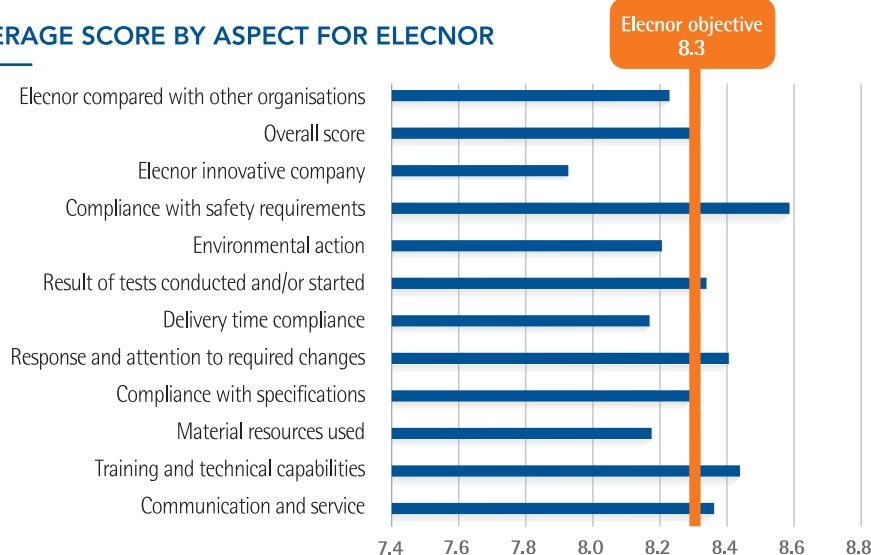 ERAGE SCORE BY ASPECT FOR ELECNOR
Elecnor objective
8.3
Elecnor compared with other organisations
Overall score
Elecnor innovative company
Compliance with safety requirements
Environmental action
Result of tests conducted and/or started
Delivery time compliance
Response and attention to required changes
Compliance with specifications
Material resources used
Training and technical capabilities
Communication and service
7.4 7.6 7.8 8.0 8.2 8.4 8.6 8.8